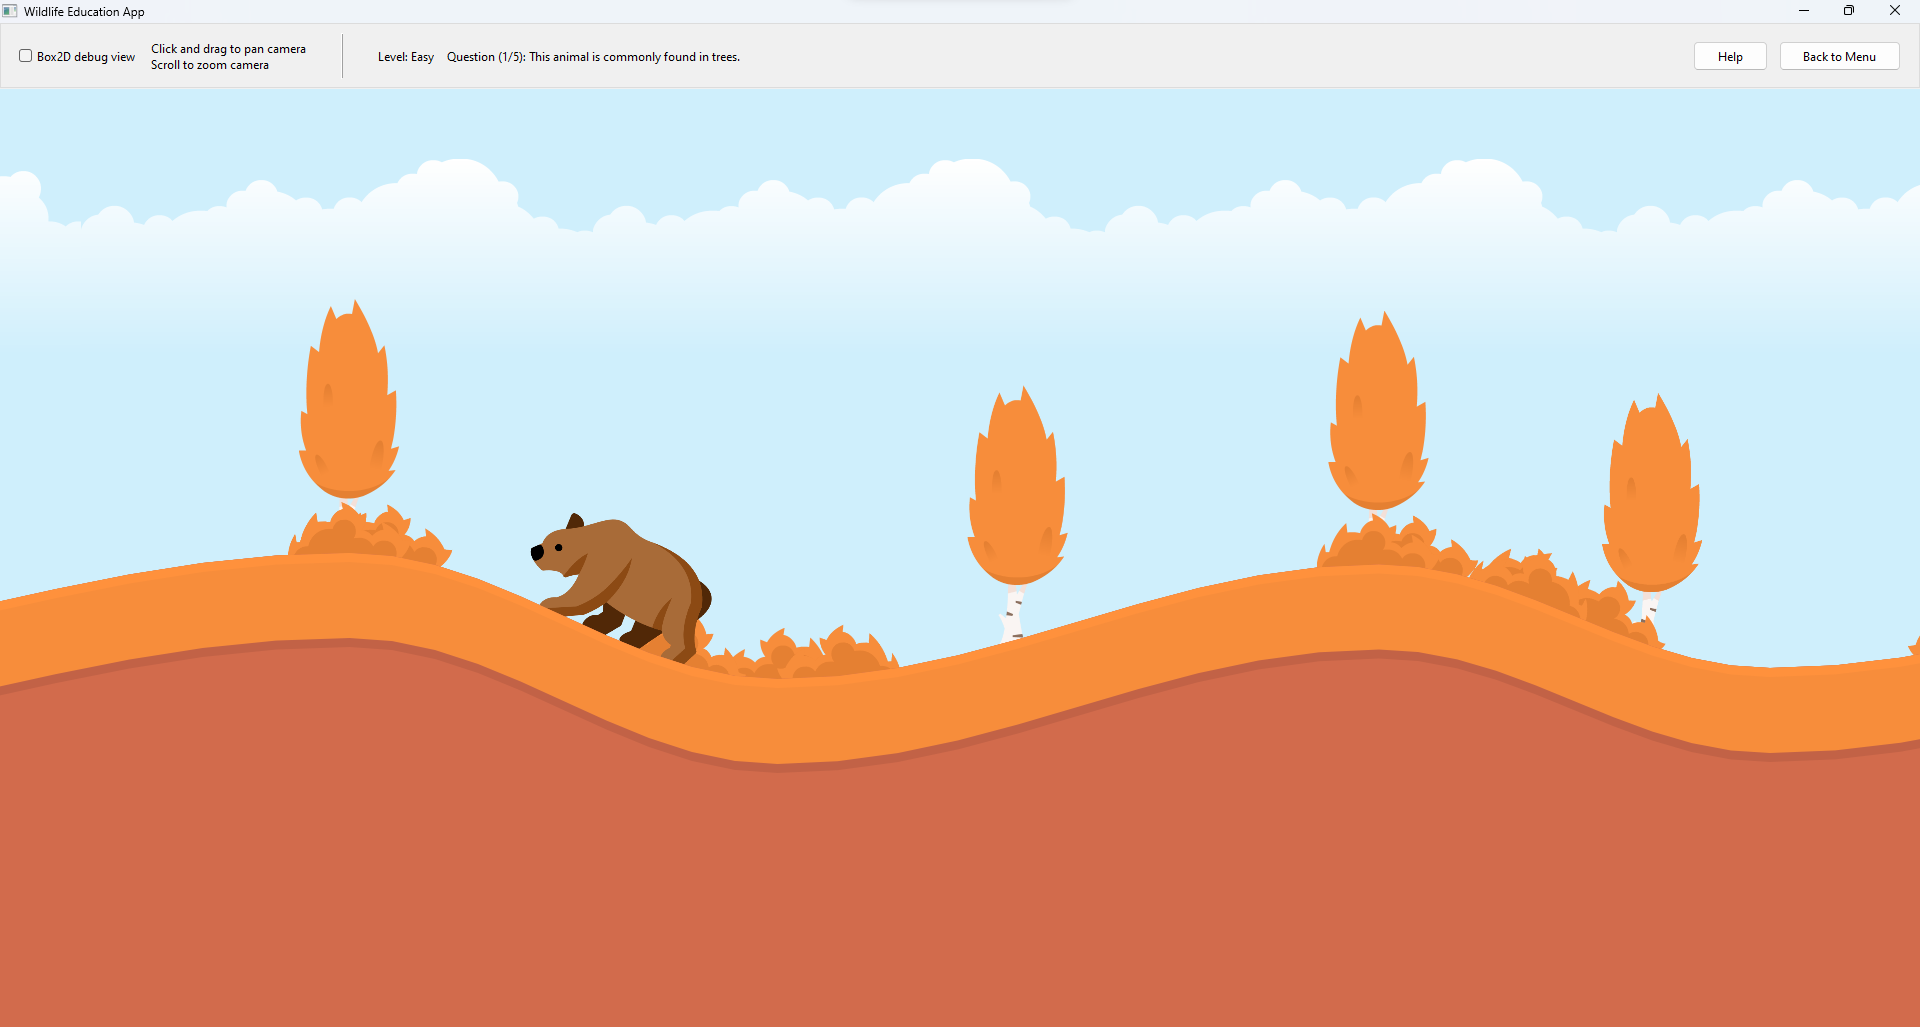 Wildlife Education App
Box2D debug view
Click and drag to pan camera
Scroll to zoom camera
Level: Easy
Question (1/5): This animal is commonly found in trees.
Help
Back to Menu